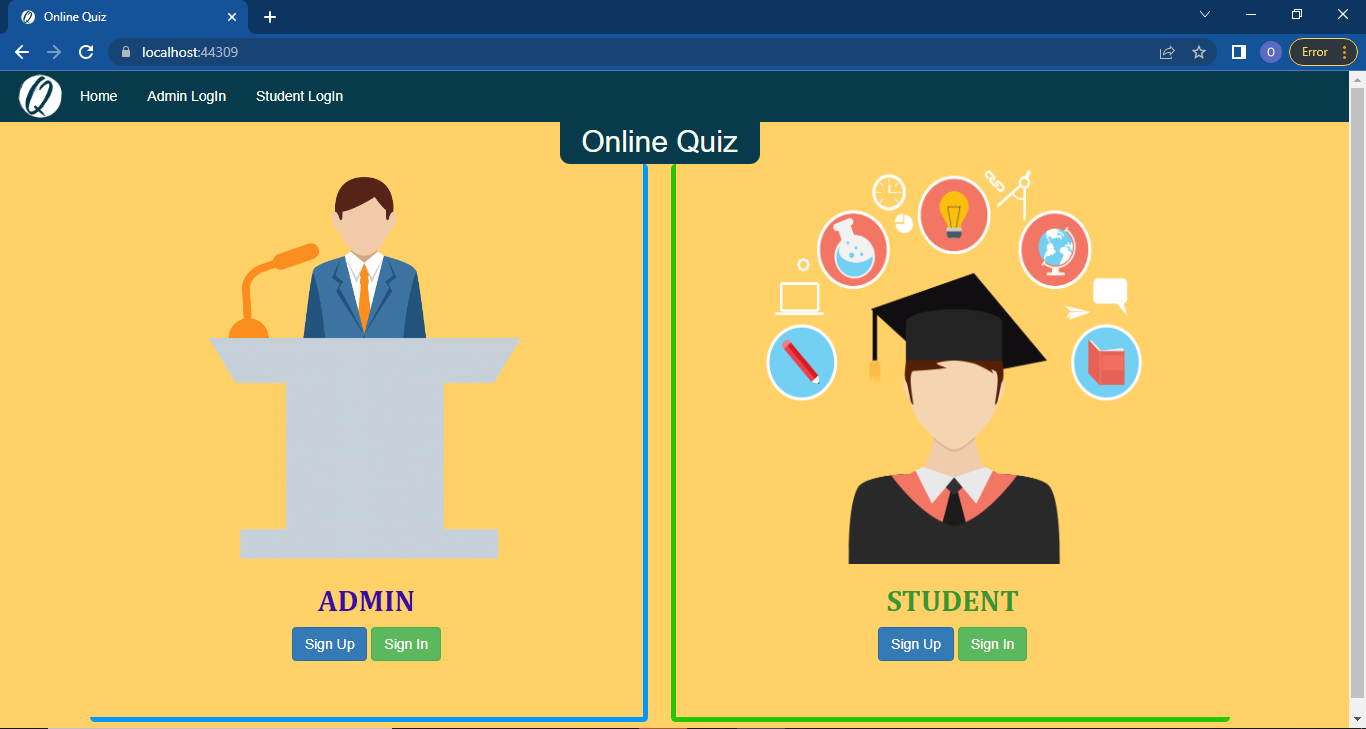 Online Quiz
localhost:44309
O
Error
Q
Home Admin LogIn Student LogIn
Online Quiz
ADMIN
Sign Up Sign In
STUDENT
Sign Up Sign In